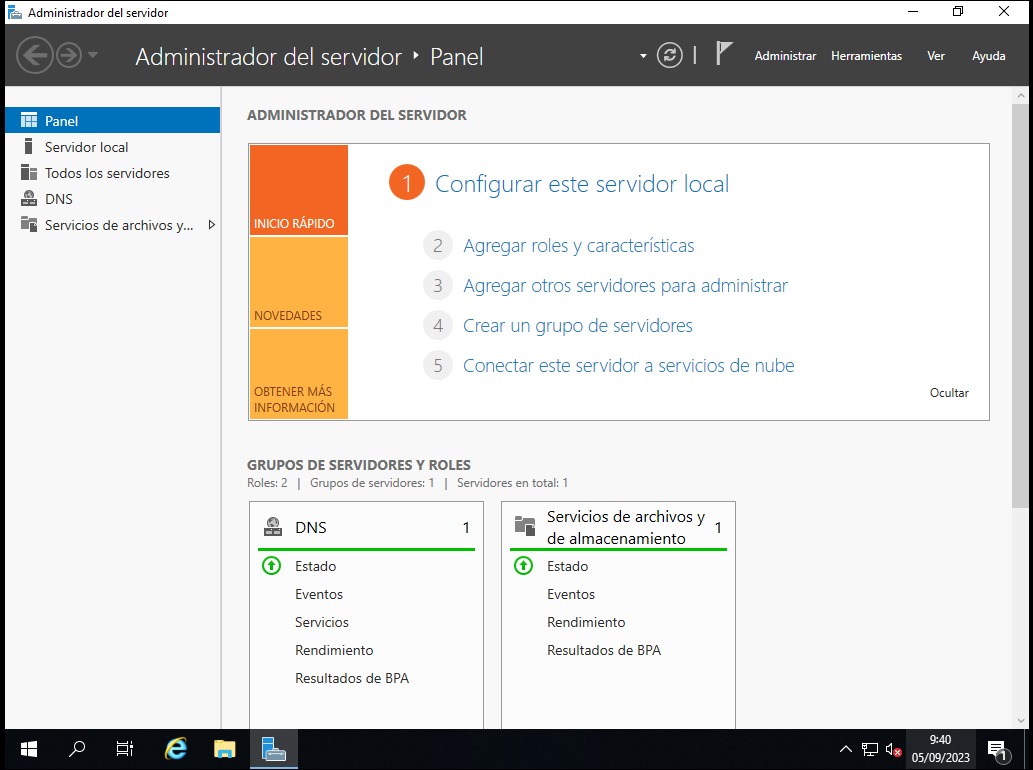 Administrador del servidor
Administrador del servidor ‣ Panel
Administrar Herramientas Ver Ayuda
Panel
Servidor local
Todos los servidores
DNS
Servicios de archivos y...
ADMINISTRADOR DEL SERVIDOR
INICIO RÁPIDO
NOVEDADES
OBTENER MÁS
INFORMACIÓN
1 Configurar este servidor local
2 Agregar roles y características
3 Agregar otros servidores para administrar
4 Crear un grupo de servidores
5 Conectar este servidor a servicios de nube
Ocultar
GRUPOS DE SERVIDORES Y ROLES
Roles: 2 | Grupos de servidores: 1 | Servidores en total: 1
DNS 1
Estado
Eventos
Servicios
Rendimiento
Resultados de BPA
Servicios de archivos y
de almacenamiento 1
Estado
Eventos
Rendimiento
Resultados de BPA
9:40
05/09/2023
1